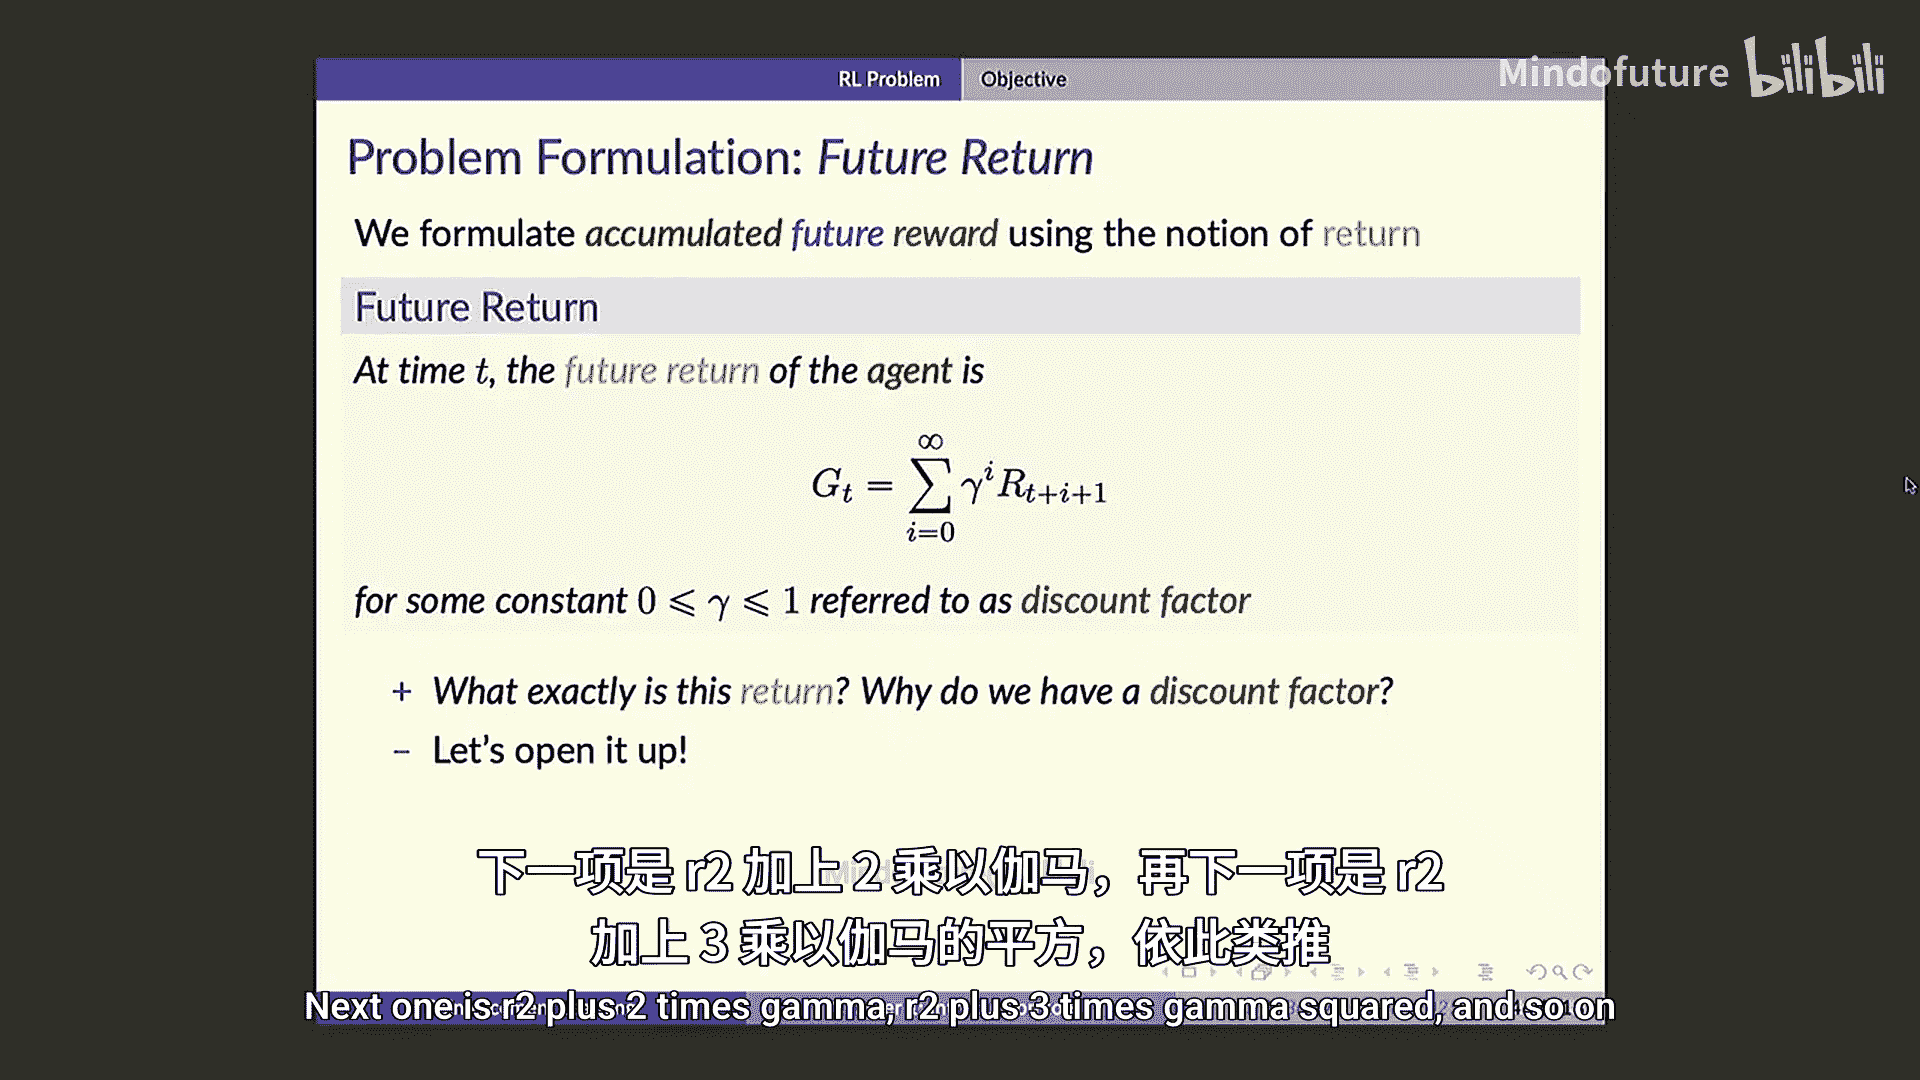 RL Problem Objective
Mindofuture bilibili
Problem Formulation: Future Return
We formulate accumulated future reward using the notion of return
Future Return
At time t, the future return of the agent is
G_t = \sum_{i=0}^{\infty} γ^i R_{t+i+1}
for some constant 0 ⩽ γ ⩽ 1 referred to as discount factor
+ What exactly is this return? Why do we have a discount factor?
– Let's open it up!
下一项是 r2 加上 2 乘以伽马，再下一项是 r2
加上 3 乘以伽马的平方，依此类推
Next one is r2 plus 2 times gamma, r2 plus 3 times gamma squared, and so on